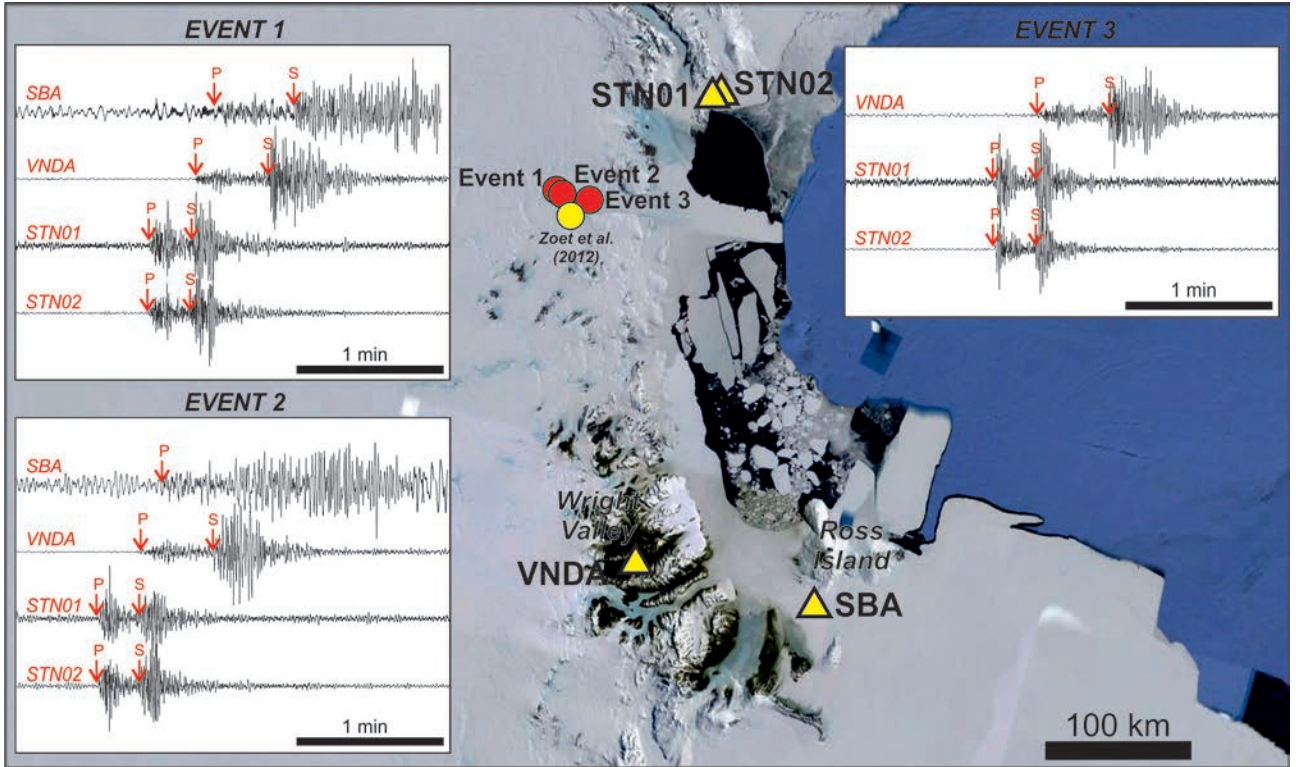 EVENT 1
SBA
P
S
VNDA
P
S
STN01
P
S
STN02
P
S
1 min
EVENT 2
SBA
P
VNDA
P
S
STN01
P
S
STN02
P
S
1 min
STN01
STN02
Event 1
Event 2
Event 3
Zoet et al.
(2012)
Wright
Valley
VNDA
Ross
Island
SBA
100 km
EVENT 3
VNDA
P
S
STN01
P
S
STN02
P
S
1 min